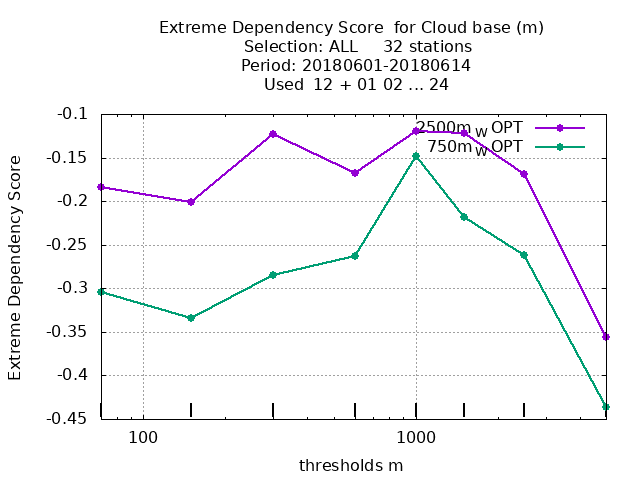 Extreme Dependency Score  for Cloud base (m)
Selection: ALL     32 stations
Period: 20180601-20180614
Used  12 + 01 02 ... 24
-0.1
-0.15
-0.2
-0.25
-0.3
-0.35
-0.4
-0.45
Extreme Dependency Score
2500m_w OPT
750m_w OPT
100
1000
thresholds m